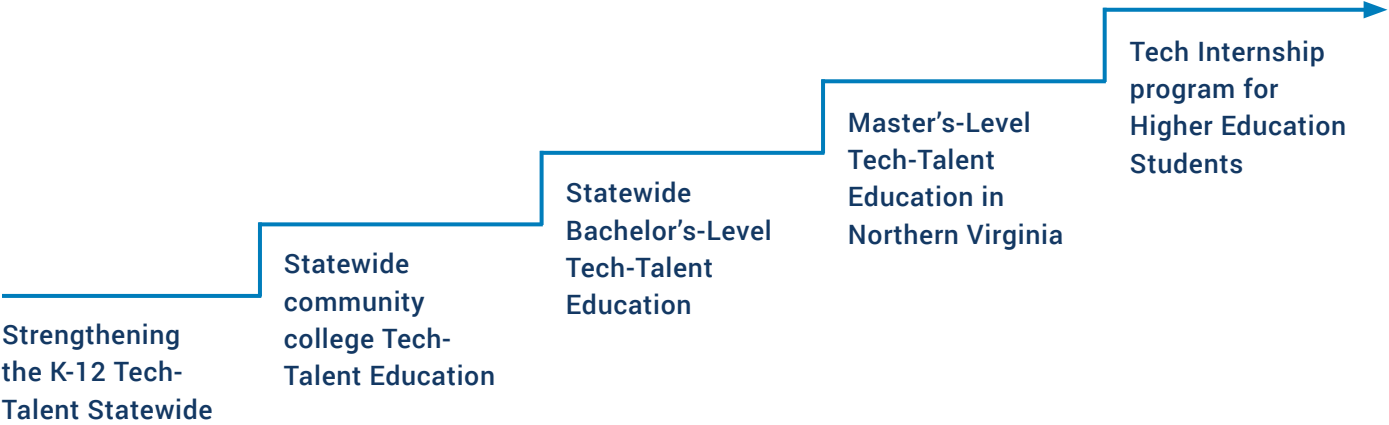 Strengthening
the K-12 Tech-
Talent Statewide
Statewide
community
college Tech-
Talent Education
Statewide
Bachelor’s-Level
Tech-Talent
Education
Master’s-Level
Tech-Talent
Education in
Northern Virginia
Tech Internship
program for
Higher Education
Students